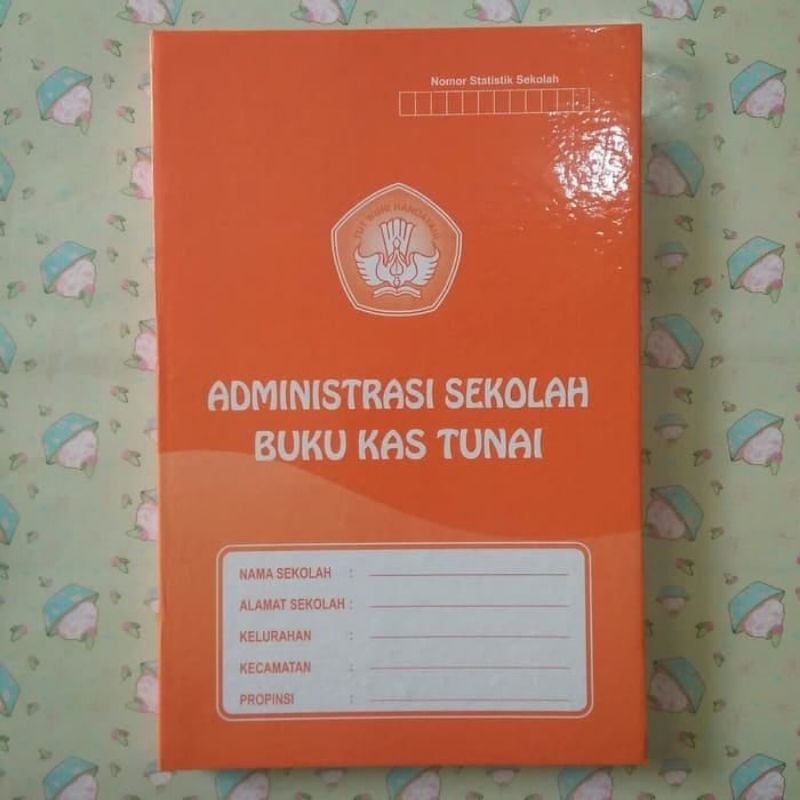 Nomor Statistik Sekolah
TUT WURI HANDAYANI
ADMINISTRASI SEKOLAH
BUKU KAS TUNAI
NAMA SEKOLAH :
ALAMAT SEKOLAH :
KELURAHAN :
KECAMATAN :
PROPINSI :